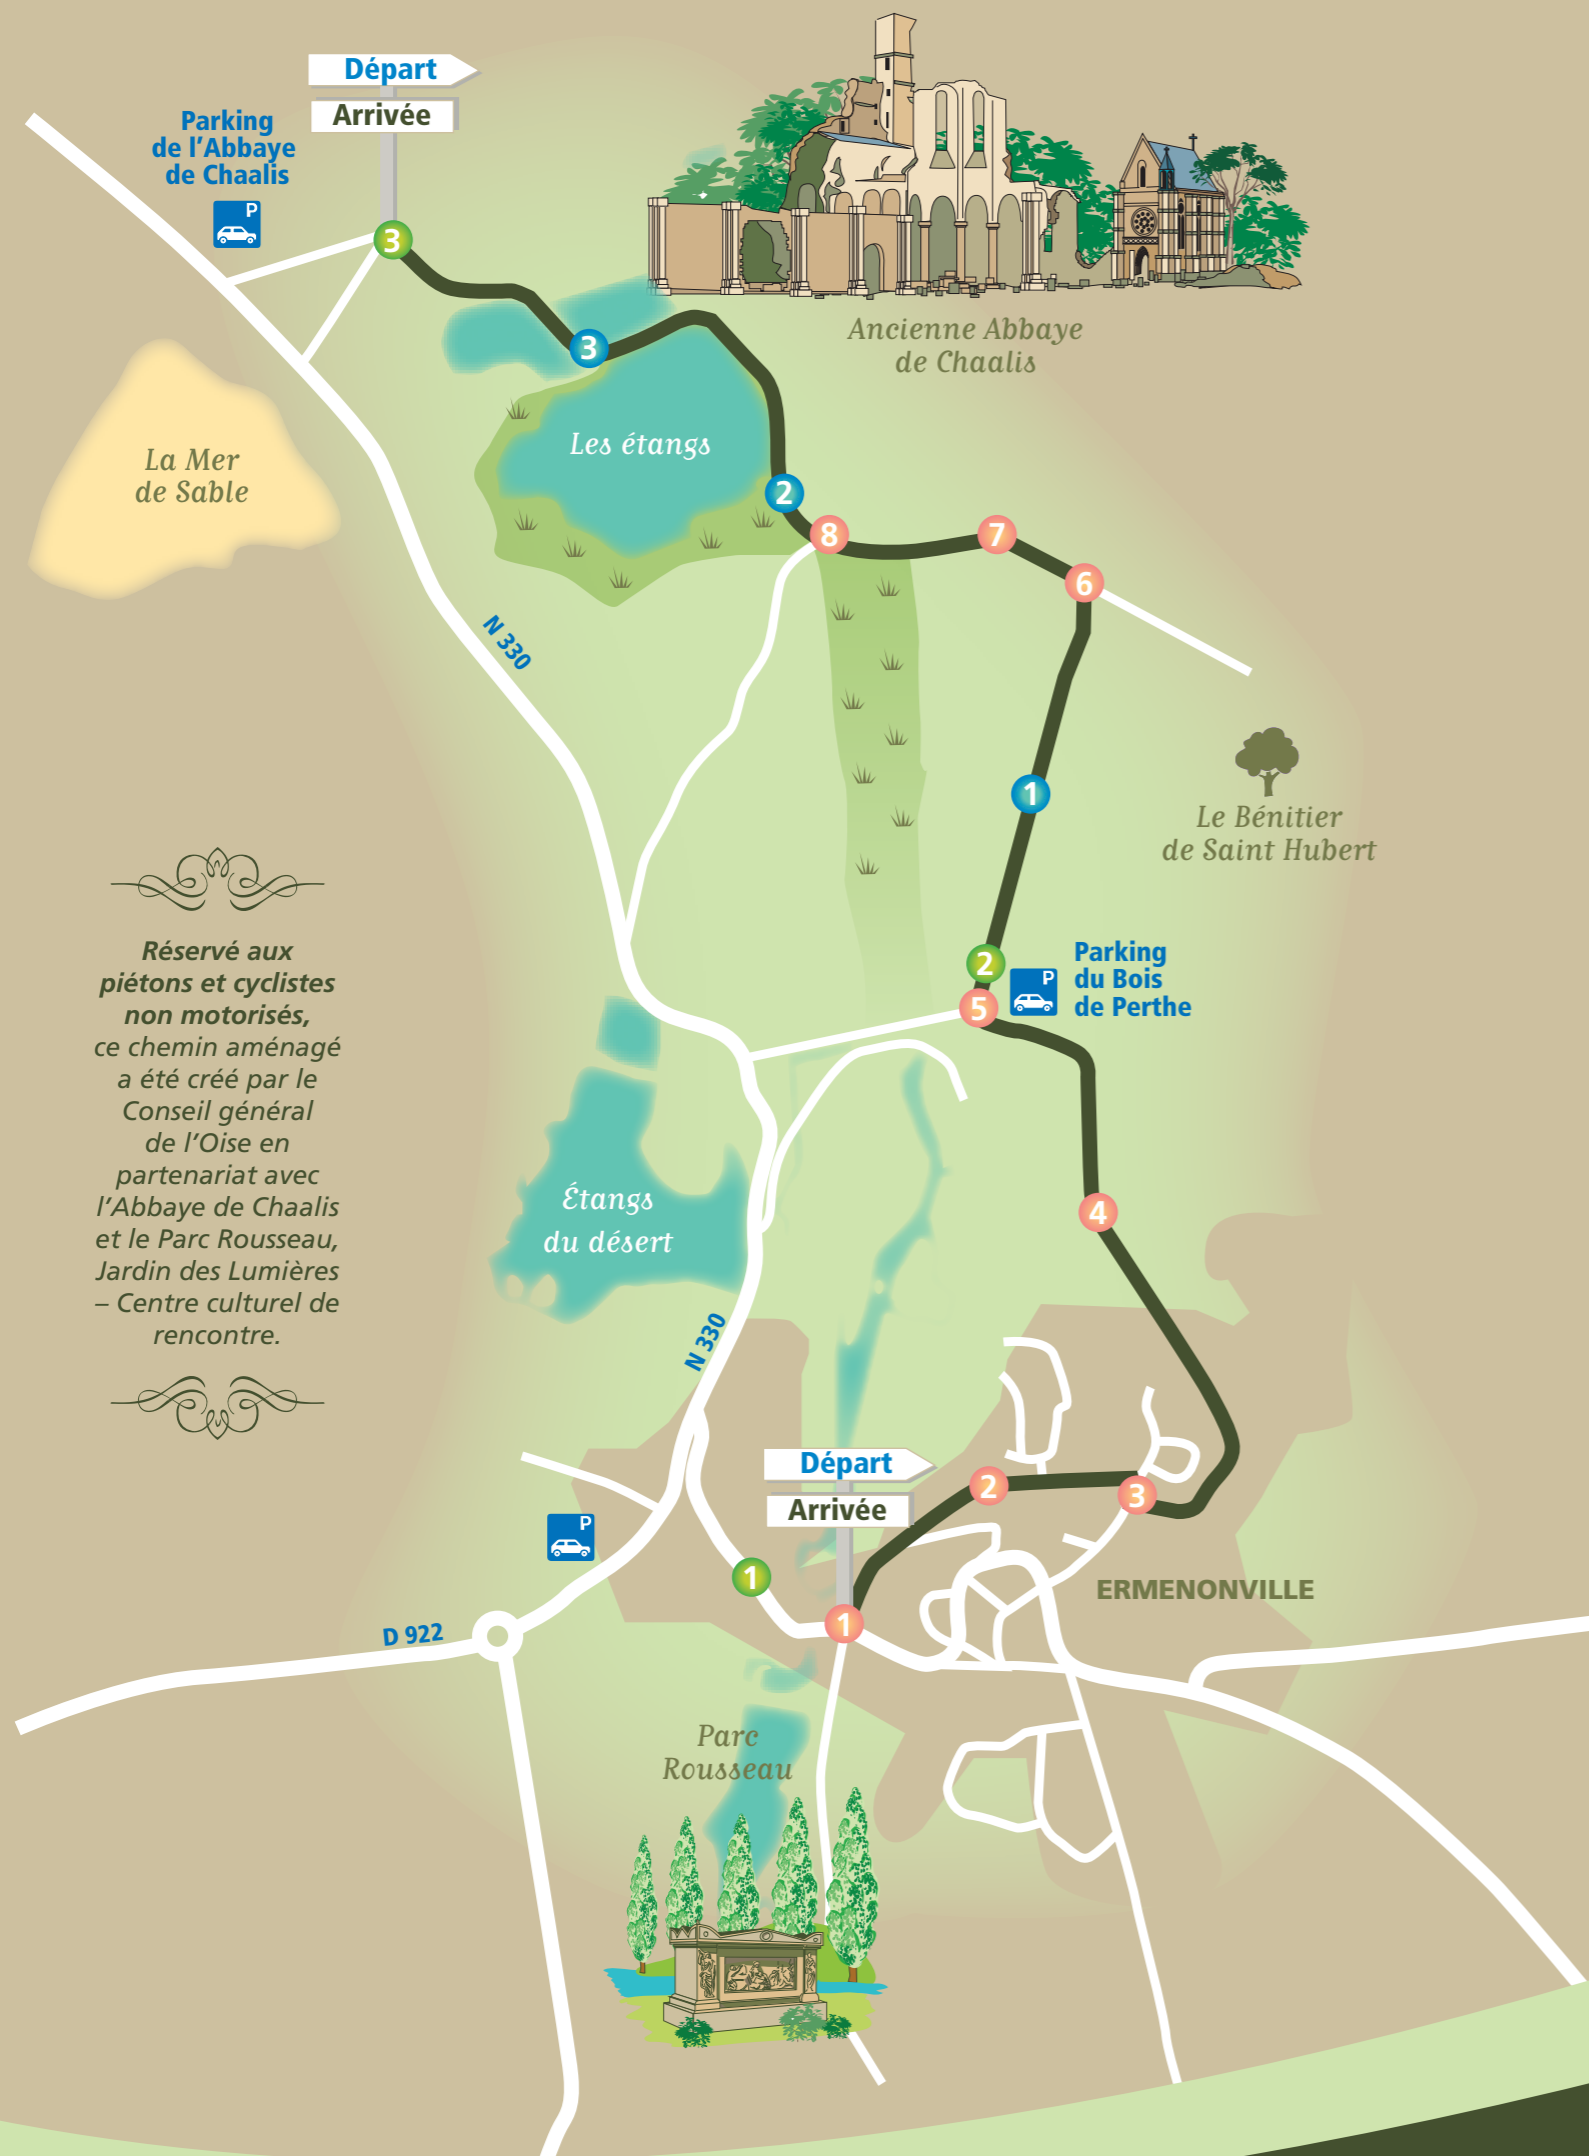 Départ
Arrivée
Parking
de l'Abbaye
de Chaalis
P
3
3
Ancienne Abbaye
de Chaalis
La Mer
de Sable
Les étangs
2
8
7
6
N 330
1
Le Bénitier
de Saint Hubert
Réservé aux
piétons et cyclistes
non motorisés,
ce chemin aménagé
a été créé par le
Conseil général
de l'Oise en
partenariat avec
l'Abbaye de Chaalis
et le Parc Rousseau,
Jardin des Lumières
– Centre culturel de
rencontre.
2
5
P
Parking
du Bois
de Perthe
Étangs
du désert
4
N 330
Départ
Arrivée
2
3
P
1
1
ERMENONVILLE
D 922
Parc
Rousseau